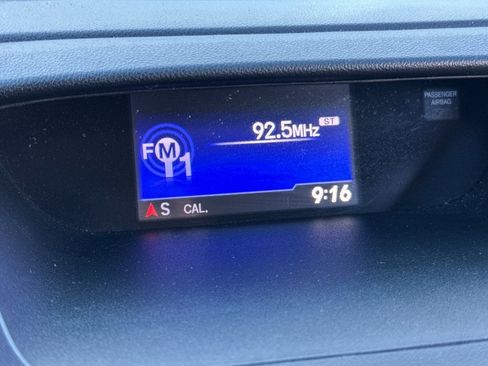 PASSENGER
AIRBAG
92.5MHz ST
FM1
9:16
S CAL.